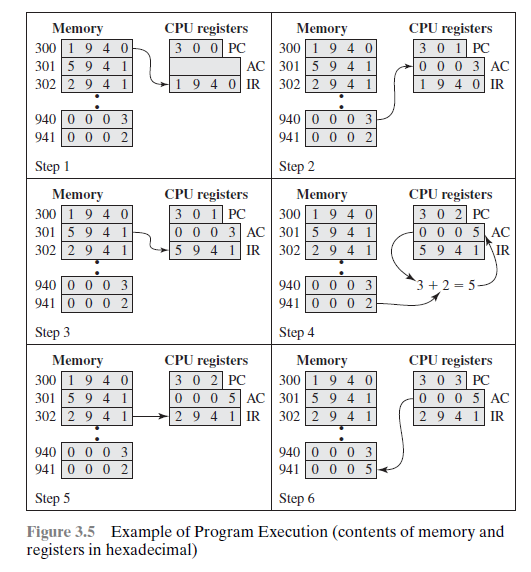 Memory CPU registers
300 1 9 4 0 3 0 0 PC
301 5 9 4 1 AC
302 2 9 4 1 1 9 4 0 IR
940 0 0 0 3
941 0 0 0 2
Step 1
Memory CPU registers
300 1 9 4 0 3 0 1 PC
301 5 9 4 1 0 0 0 3 AC
302 2 9 4 1 1 9 4 0 IR
940 0 0 0 3
941 0 0 0 2
Step 2
Memory CPU registers
300 1 9 4 0 3 0 1 PC
301 5 9 4 1 0 0 0 3 AC
302 2 9 4 1 5 9 4 1 IR
940 0 0 0 3
941 0 0 0 2
Step 3
Memory CPU registers
300 1 9 4 0 3 0 2 PC
301 5 9 4 1 0 0 0 5 AC
302 2 9 4 1 5 9 4 1 IR
940 0 0 0 3 3 + 2 = 5
941 0 0 0 2
Step 4
Memory CPU registers
300 1 9 4 0 3 0 2 PC
301 5 9 4 1 0 0 0 5 AC
302 2 9 4 1 2 9 4 1 IR
940 0 0 0 3
941 0 0 0 2
Step 5
Memory CPU registers
300 1 9 4 0 3 0 3 PC
301 5 9 4 1 0 0 0 5 AC
302 2 9 4 1 2 9 4 1 IR
940 0 0 0 3
941 0 0 0 5
Step 6
Figure 3.5 Example of Program Execution (contents of memory and
registers in hexadecimal)